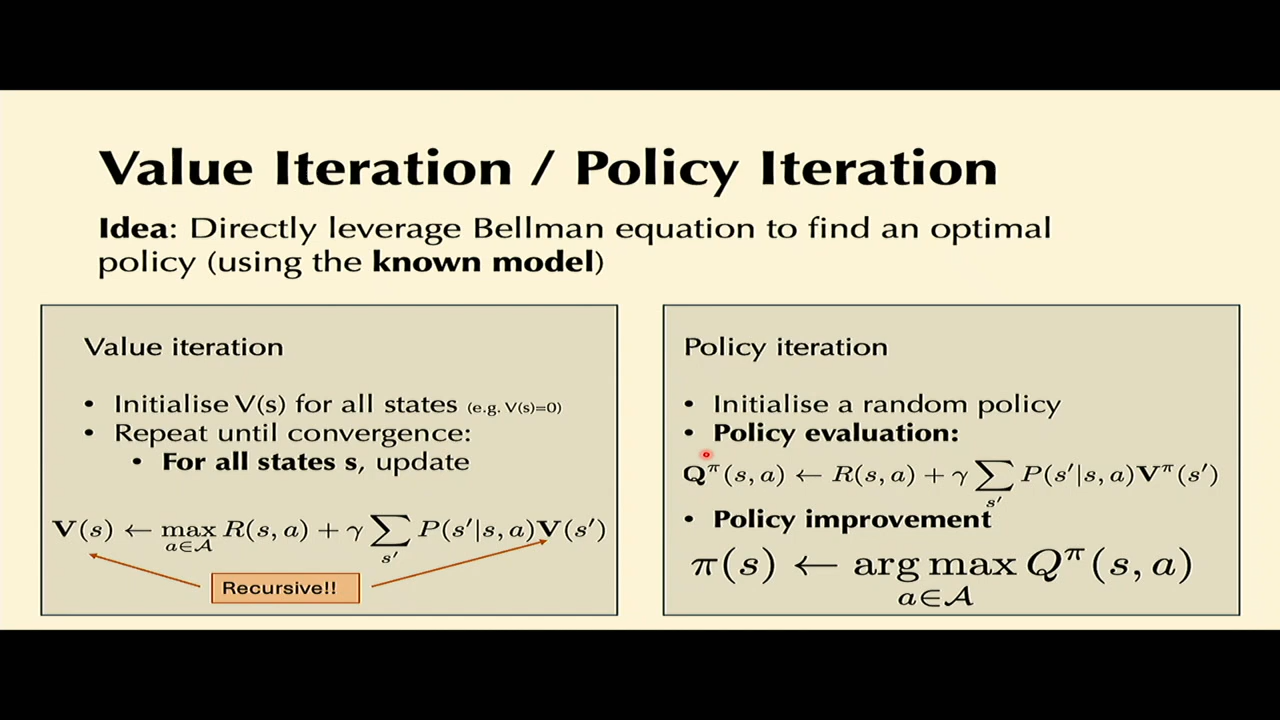 Value Iteration / Policy Iteration
Idea: Directly leverage Bellman equation to find an optimal
policy (using the known model)
Value iteration
• Initialise V(s) for all states (e.g. V(s)=0)
• Repeat until convergence:
• For all states s, update
V(s) ← max_{a∈𝒜} R(s, a) + γ ∑_{s′} P(s′|s, a)V(s′)
Recursive!!
Policy iteration
• Initialise a random policy
• Policy evaluation:
Q^π(s, a) ← R(s, a) + γ ∑_{s′} P(s′|s, a)V^π(s′)
• Policy improvement
π(s) ← arg max_{a∈𝒜} Q^π(s, a)